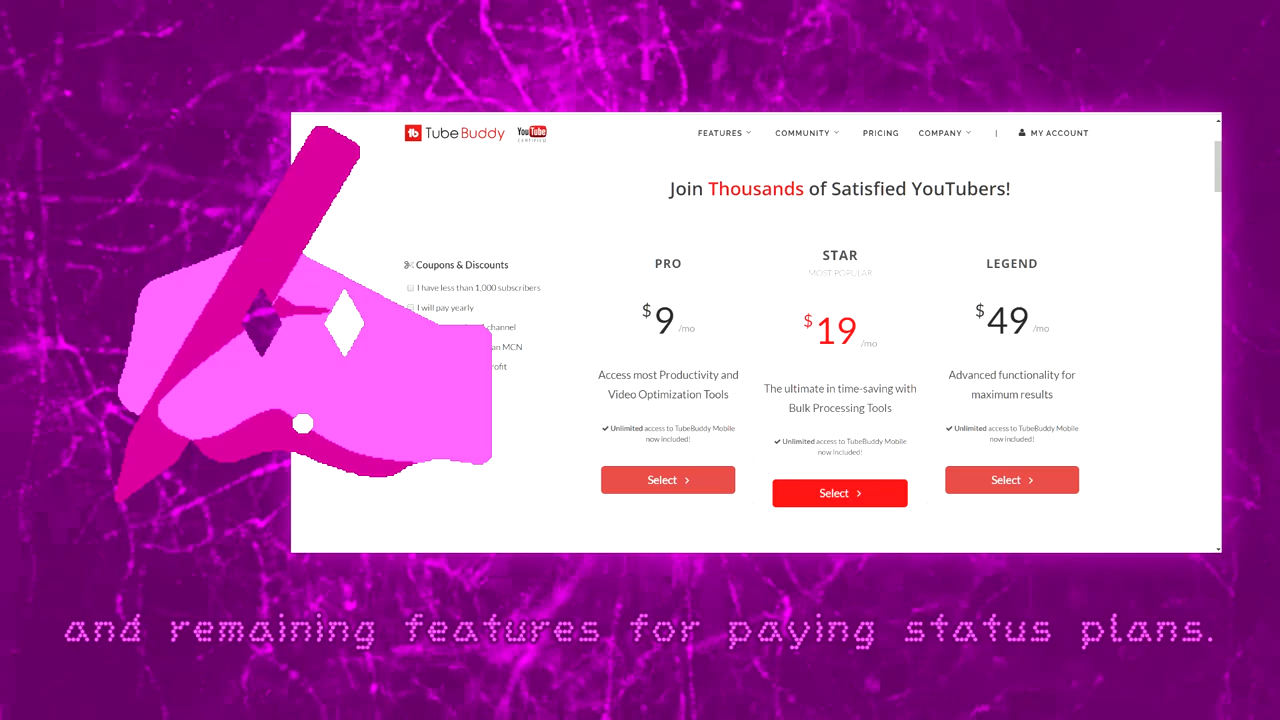 TubeBuddy YouTube CERTIFIED
FEATURES COMMUNITY PRICING COMPANY | MY ACCOUNT
Join Thousands of Satisfied YouTubers!
Coupons & Discounts
I have less than 1,000 subscribers
I will pay yearly
channel
an MCN
rofit
PRO
$9/mo
Access most Productivity and
Video Optimization Tools
✔ Unlimited access to TubeBuddy Mobile
now included!
Select >
STAR
MOST POPULAR
$19/mo
The ultimate in time-saving with
Bulk Processing Tools
✔ Unlimited access to TubeBuddy Mobile
now included!
Select >
LEGEND
$49/mo
Advanced functionality for
maximum results
✔ Unlimited access to TubeBuddy Mobile
now included!
Select >
and remaining features for paying status plans.